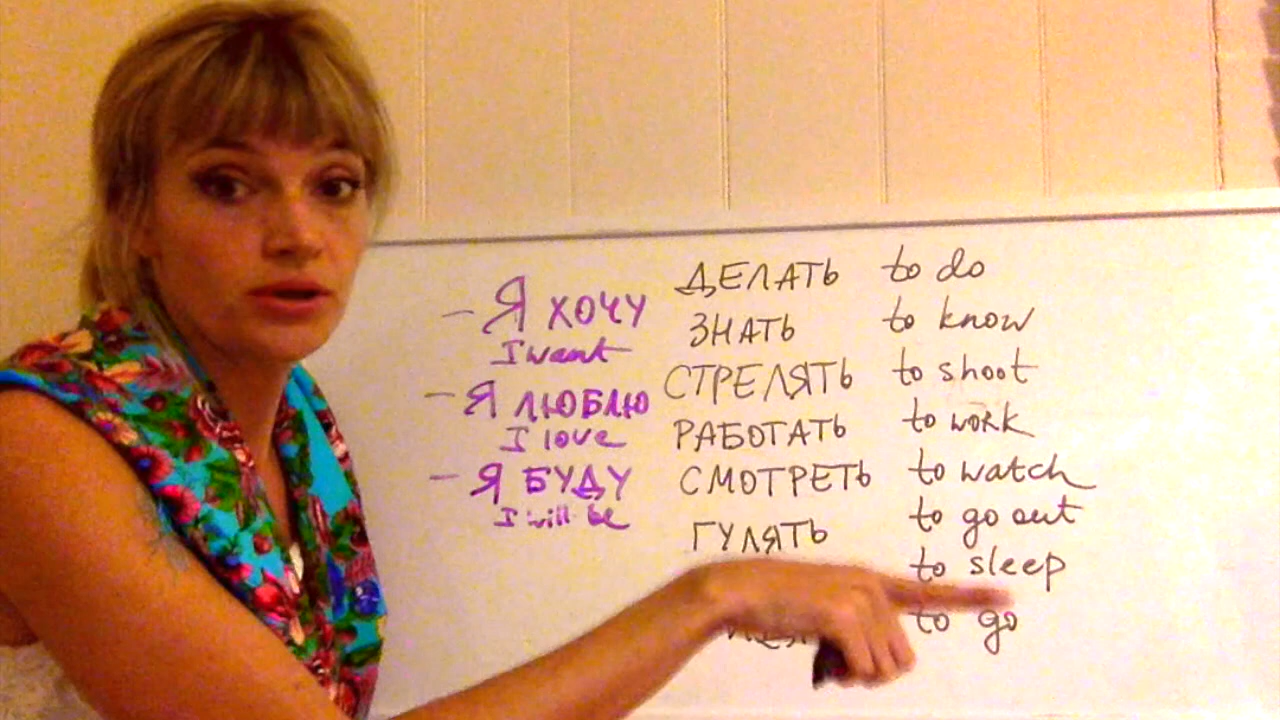 - Я ХОЧУ
I want
- Я ЛЮБЛЮ
I love
- Я БУДУ
I will be
ДЕЛАТЬ to do
ЗНАТЬ to know
СТРЕЛЯТЬ to shoot
РАБОТАТЬ to work
СМОТРЕТЬ to watch
ГУЛЯТЬ to go out
to sleep
to go